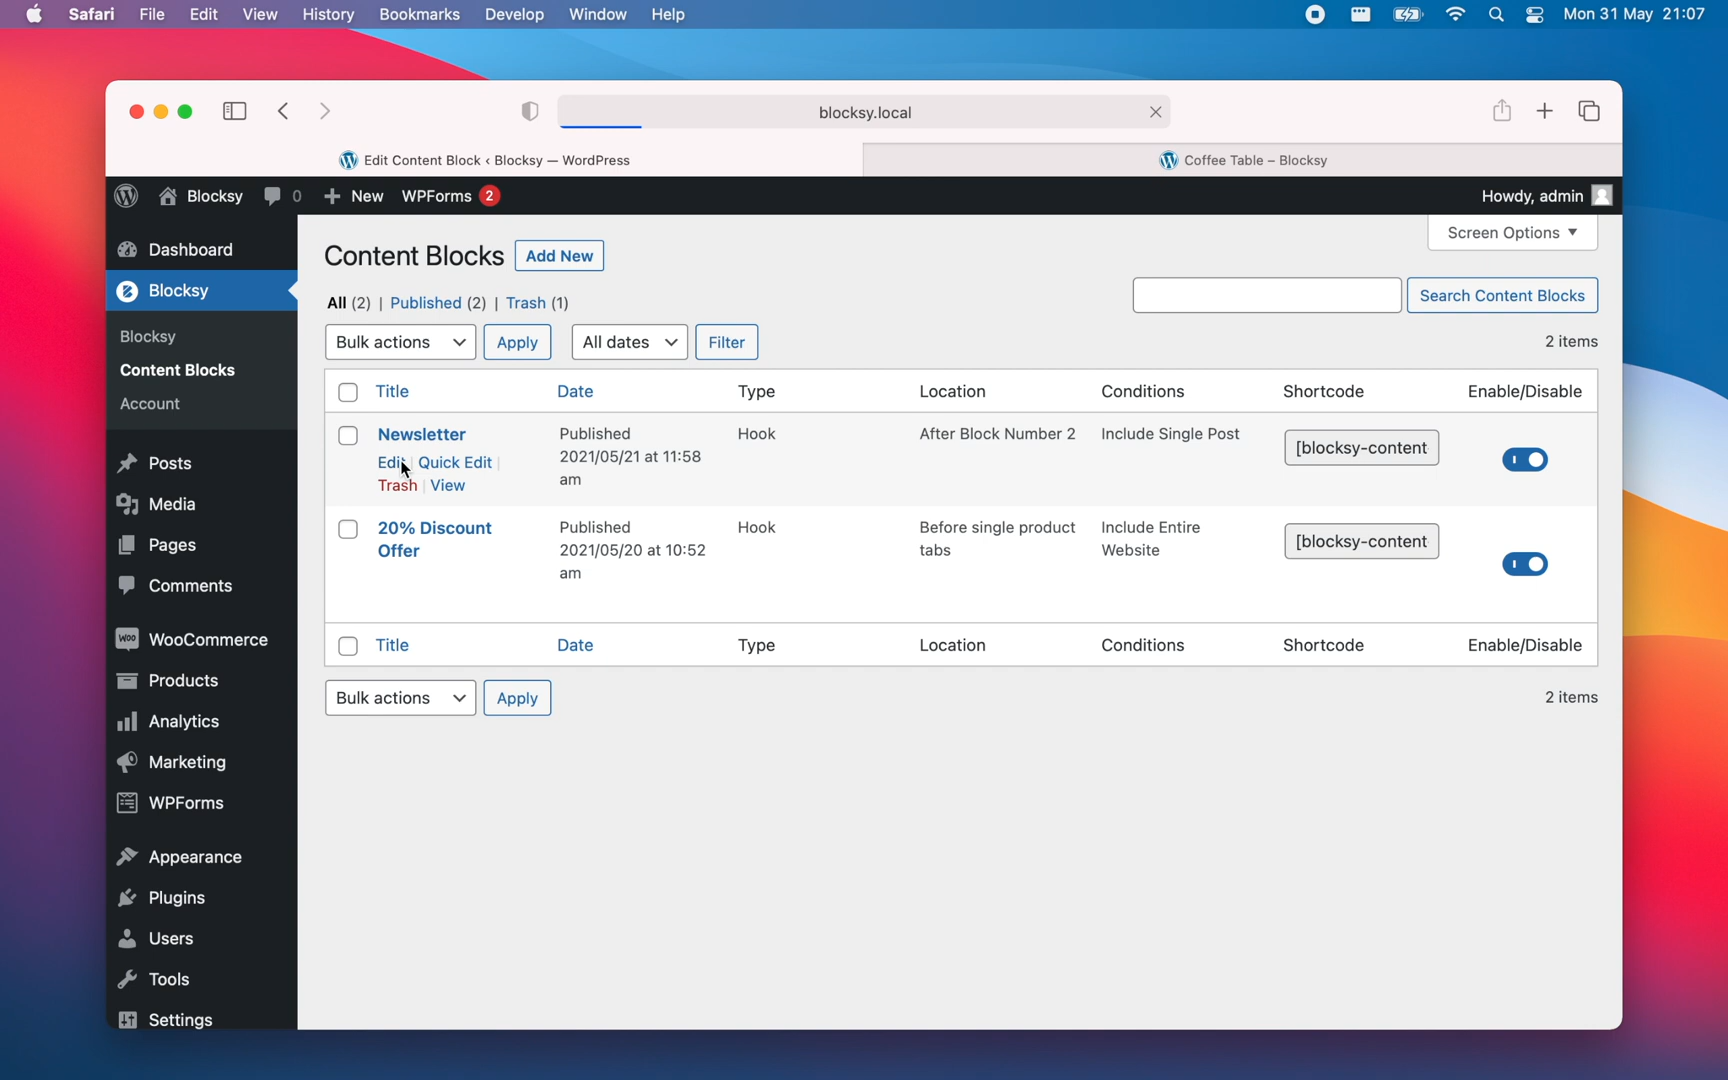 Safari File Edit View History Bookmarks Develop Window Help Mon 31 May 21:07
blocksy.local
Edit Content Block ‹ Blocksy — WordPress
Coffee Table – Blocksy
Blocksy 0 New WPForms 2 Howdy, admin
Screen Options
Dashboard
Blocksy
Blocksy
Content Blocks
Account
Posts
Media
Pages
Comments
WooCommerce
Products
Analytics
Marketing
WPForms
Appearance
Plugins
Users
Tools
Settings
Content Blocks Add New
All (2) | Published (2) | Trash (1)
Search Content Blocks
Bulk actions Apply All dates Filter 2 items
Title Date Type Location Conditions Shortcode Enable/Disable
Newsletter
Edit | Quick Edit |
Trash | View
Published
2021/05/21 at 11:58
am
Hook
After Block Number 2
Include Single Post
[blocksy-content
20% Discount
Offer
Published
2021/05/20 at 10:52
am
Hook
Before single product
tabs
Include Entire
Website
[blocksy-content
Title Date Type Location Conditions Shortcode Enable/Disable
Bulk actions Apply 2 items